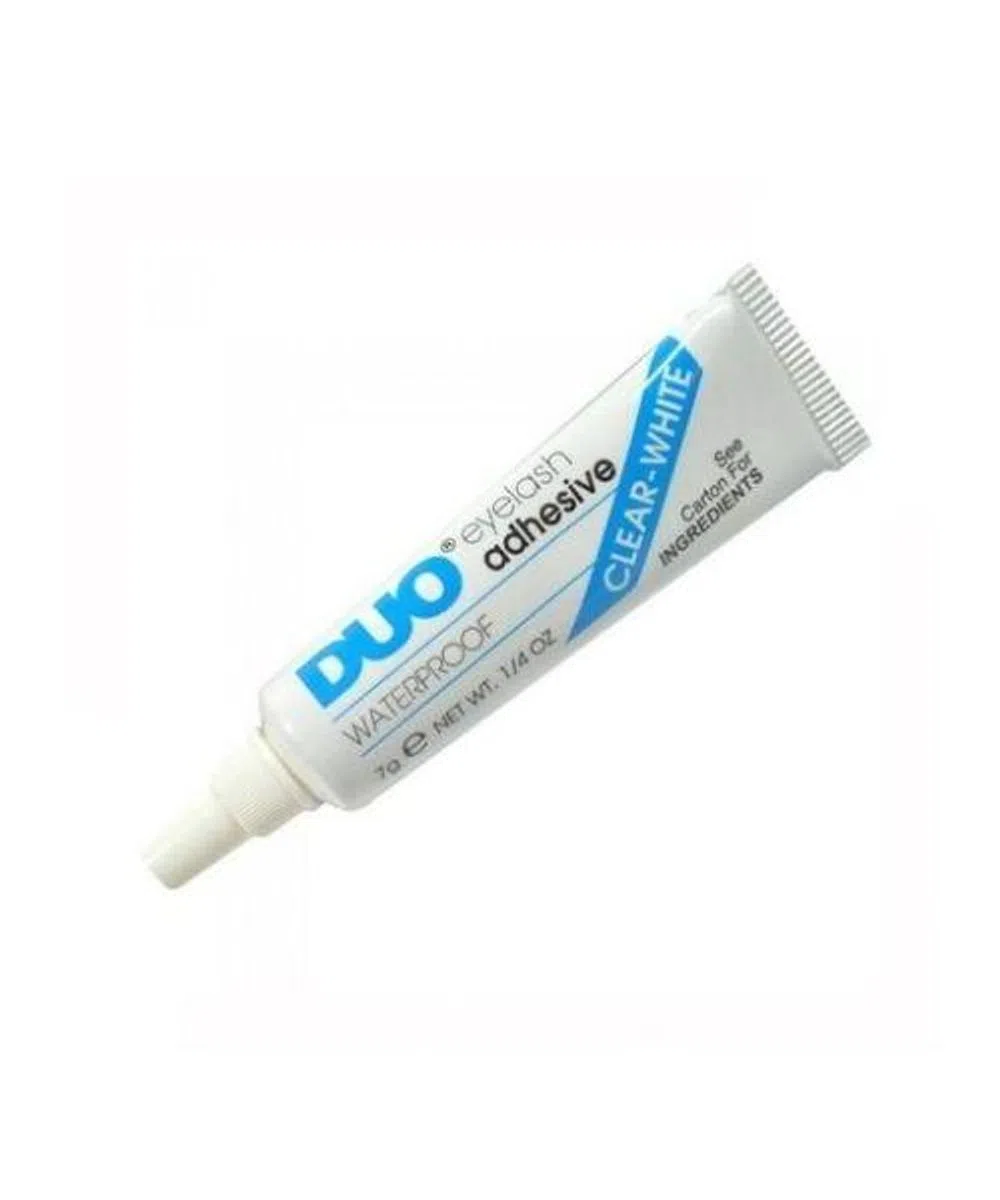 DUO® eyelash
adhesive
WATERPROOF
7g e NET WT. 1/4 OZ
CLEAR-WHITE
See
Carton For
INGREDIENTS